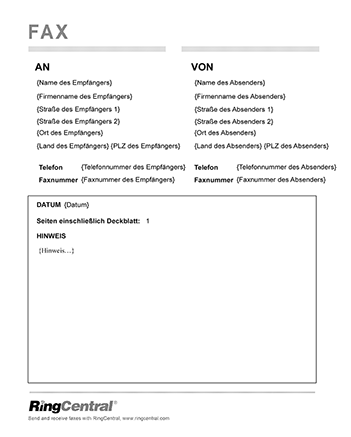 FAX
AN
{Name des Empfängers}
{Firmenname des Empfängers}
{Straße des Empfängers 1}
{Straße des Empfängers 2}
{Ort des Empfängers}
{Land des Empfängers} {PLZ des Empfängers}
Telefon {Telefonnummer des Empfängers}
Faxnummer {Faxnummer des Empfängers}
VON
{Name des Absenders}
{Firmenname des Absenders}
{Straße des Absenders 1}
{Straße des Absenders 2}
{Ort des Absenders}
{Land des Absenders} {PLZ des Absenders}
Telefon {Telefonnummer des Absenders}
Faxnummer {Faxnummer des Absenders}
DATUM {Datum}
Seiten einschließlich Deckblatt: 1
HINWEIS
{Hinweis…}
RingCentral®
Send and receive faxes with RingCentral, www.ringcentral.com